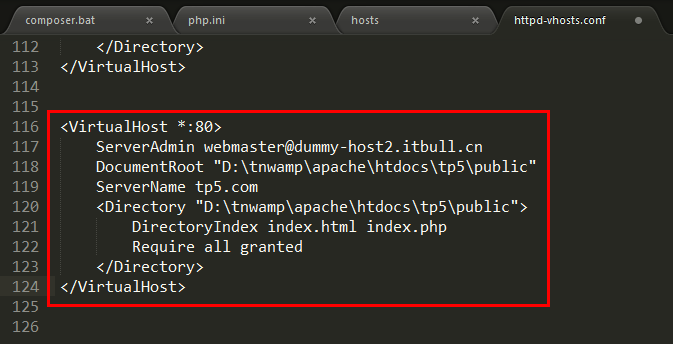 composer.bat × php.ini × hosts × httpd-vhosts.conf
112 </Directory>
113 </VirtualHost>
114
115
116 <VirtualHost *:80>
117 ServerAdmin webmaster@dummy-host2.itbull.cn
118 DocumentRoot "D:\tnwamp\apache\htdocs\tp5\public"
119 ServerName tp5.com
120 <Directory "D:\tnwamp\apache\htdocs\tp5\public">
121 DirectoryIndex index.html index.php
122 Require all granted
123 </Directory>
124 </VirtualHost>
125
126